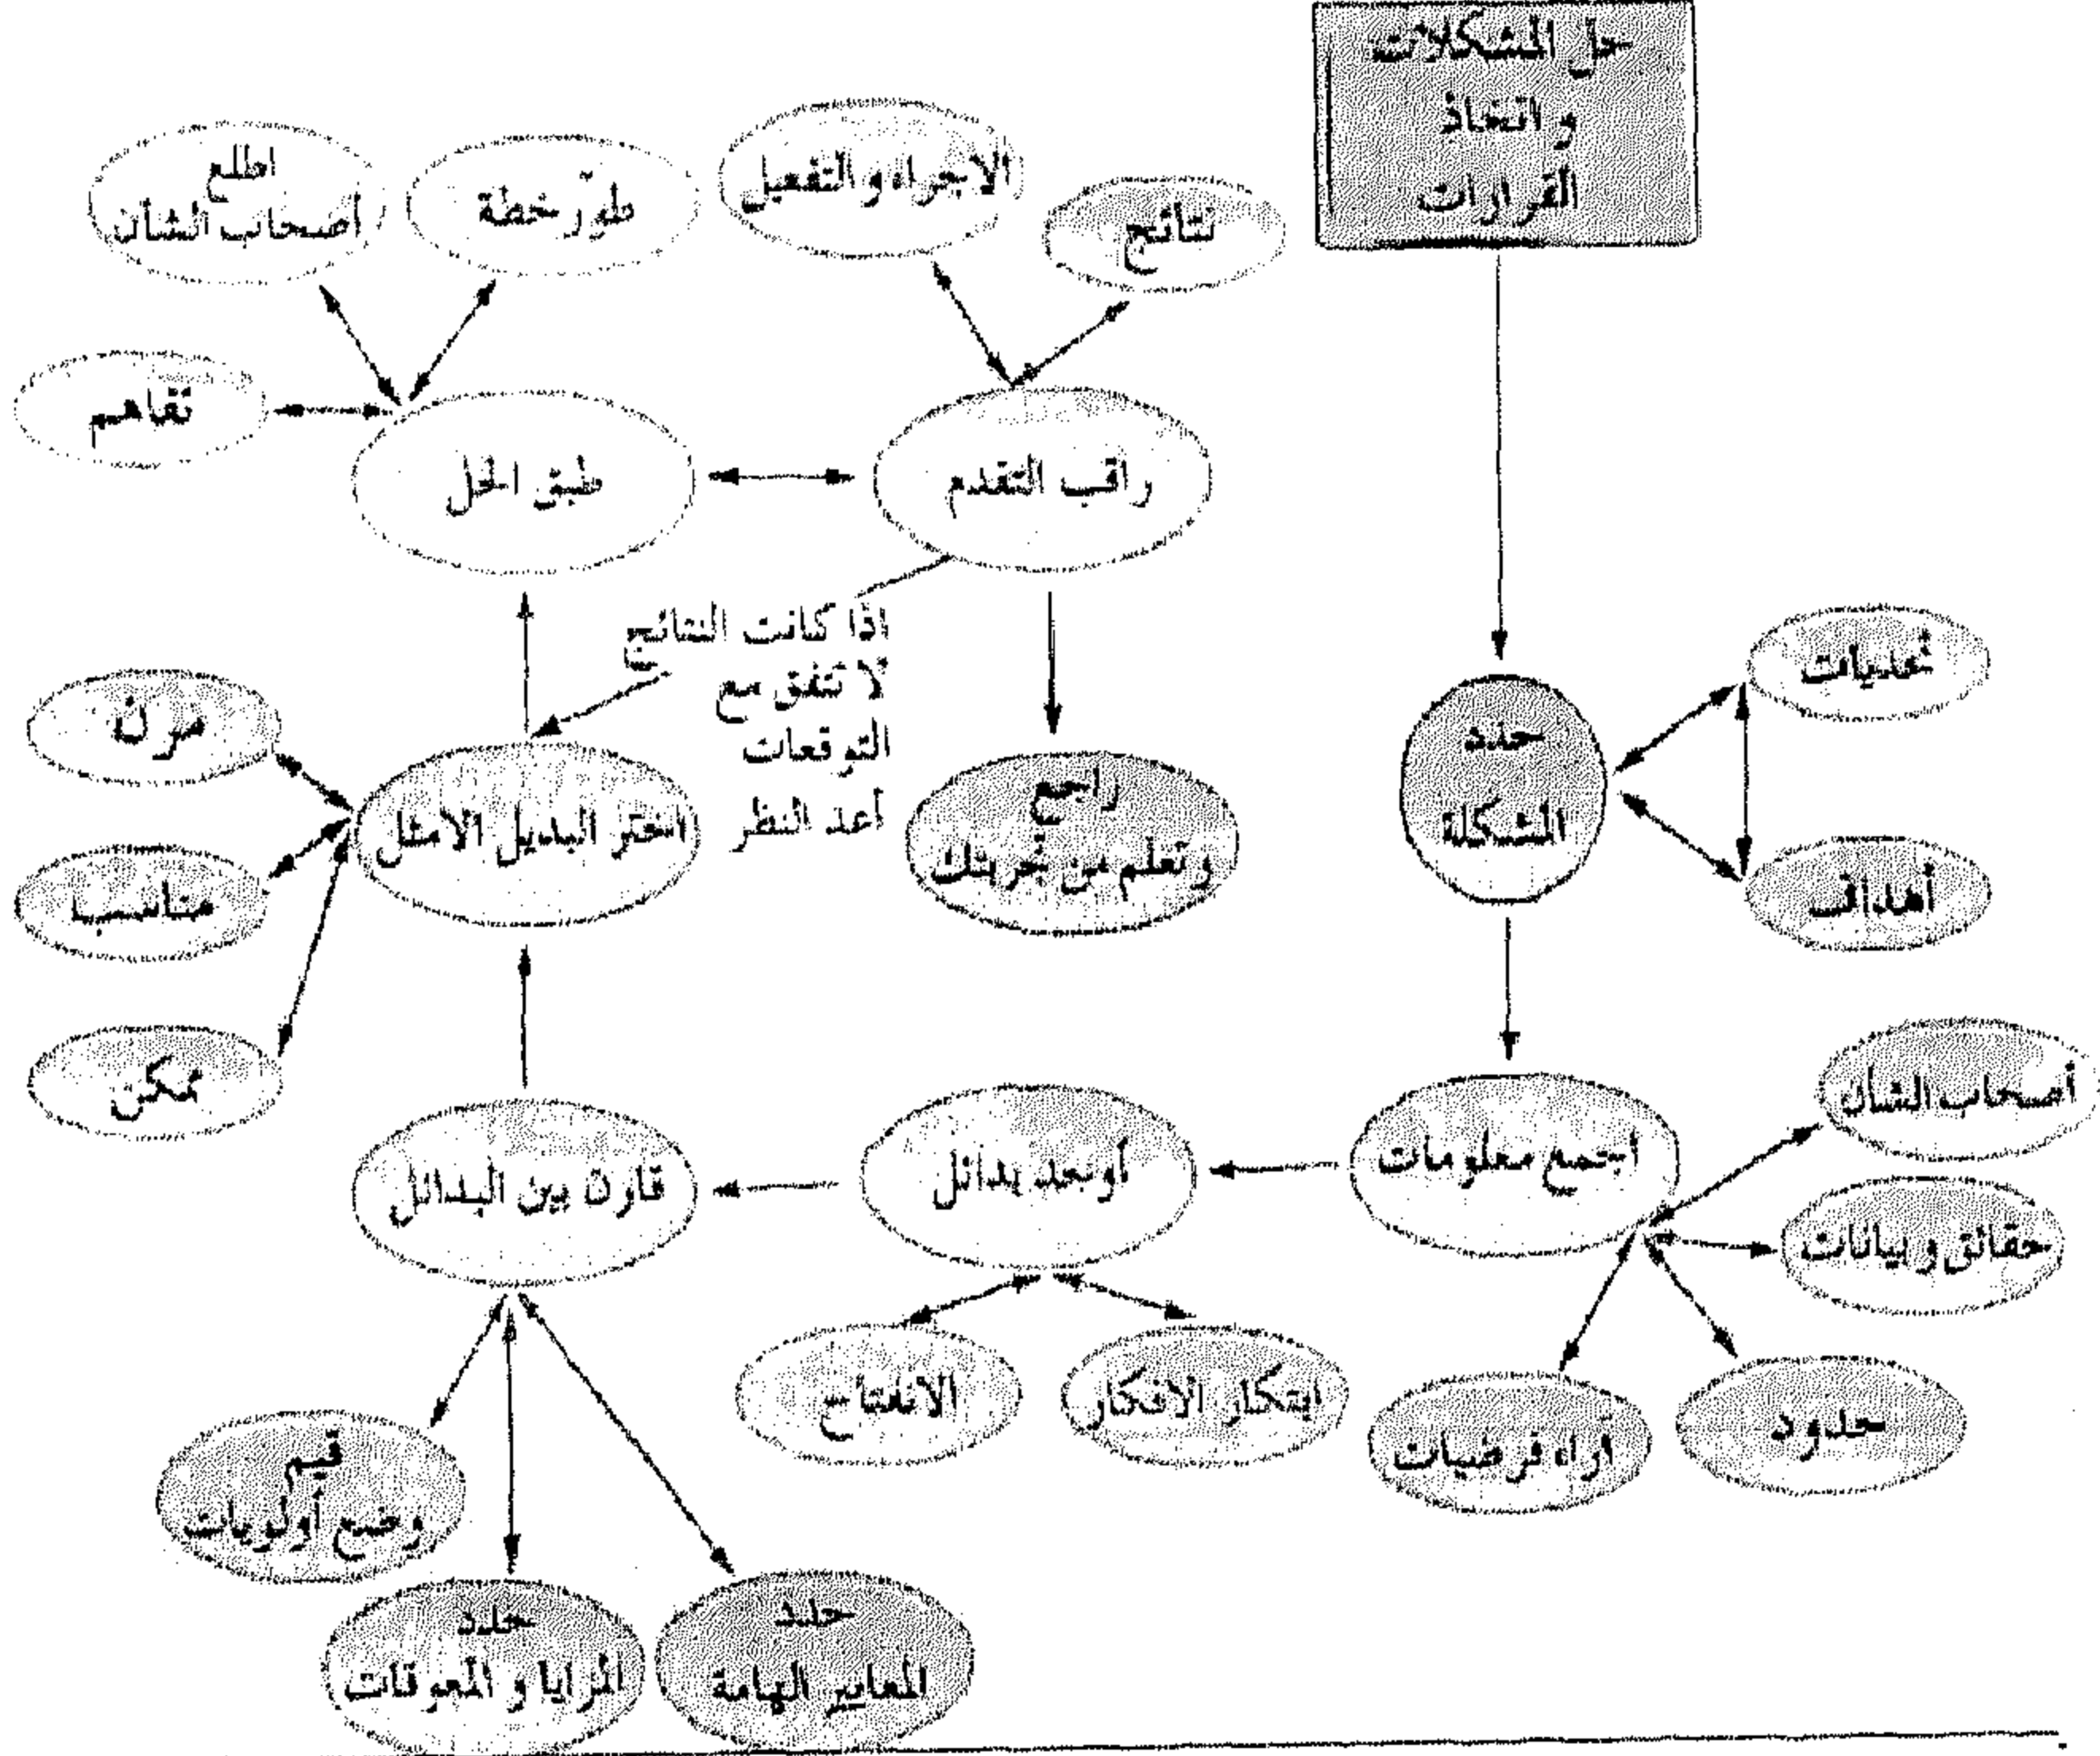 حل المشكلات
و اتخاذ
القرارات
نتائج
الاجراء و التفعيل
طوّر خطة
اطلع
أصحاب الشأن
تفاهم
طبق الحل
راقب التقدم
اذا كانت النتائج
لا تتفق مع
التوقعات
أعد النظر
تحديات
حدد
المشكلة
أهداف
راجع
وتعلم من تجربتك
اختر البديل الامثل
مرن
مناسب
ممكن
أصحاب الشأن
اجمع معلومات
أوجد بدائل
قارن بين البدائل
حقائق و بيانات
حدود
آراء فرضيات
ابتكار الافكار
الانفتاح
قيم
وضع أولويات
حدد
المعايير الهامة
حدد
المزايا و المعوقات